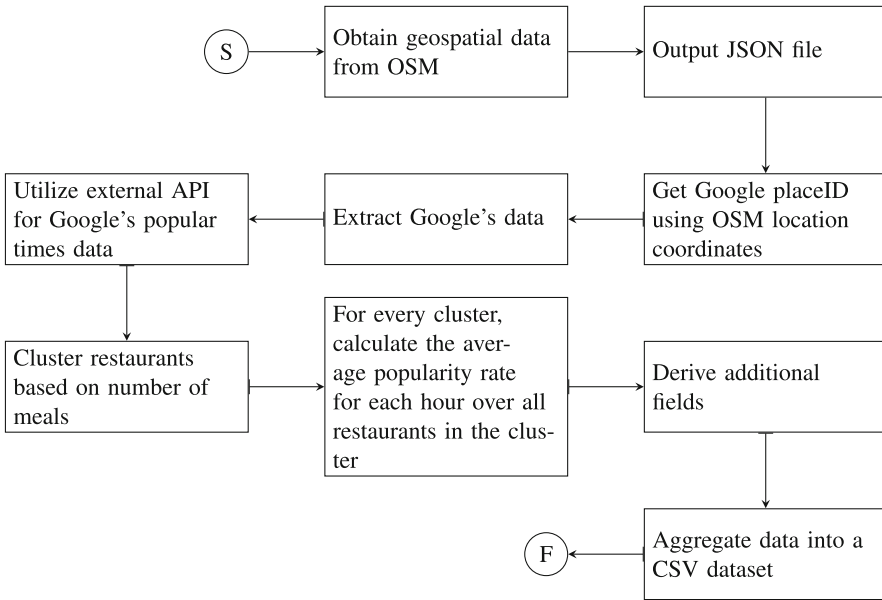 S
Obtain geospatial data
from OSM
Output JSON file
Get Google placeID
using OSM location
coordinates
Extract Google's data
Utilize external API
for Google's popular
times data
Cluster restaurants
based on number of
meals
For every cluster,
calculate the aver-
age popularity rate
for each hour over all
restaurants in the clus-
ter
Derive additional
fields
Aggregate data into a
CSV dataset
F